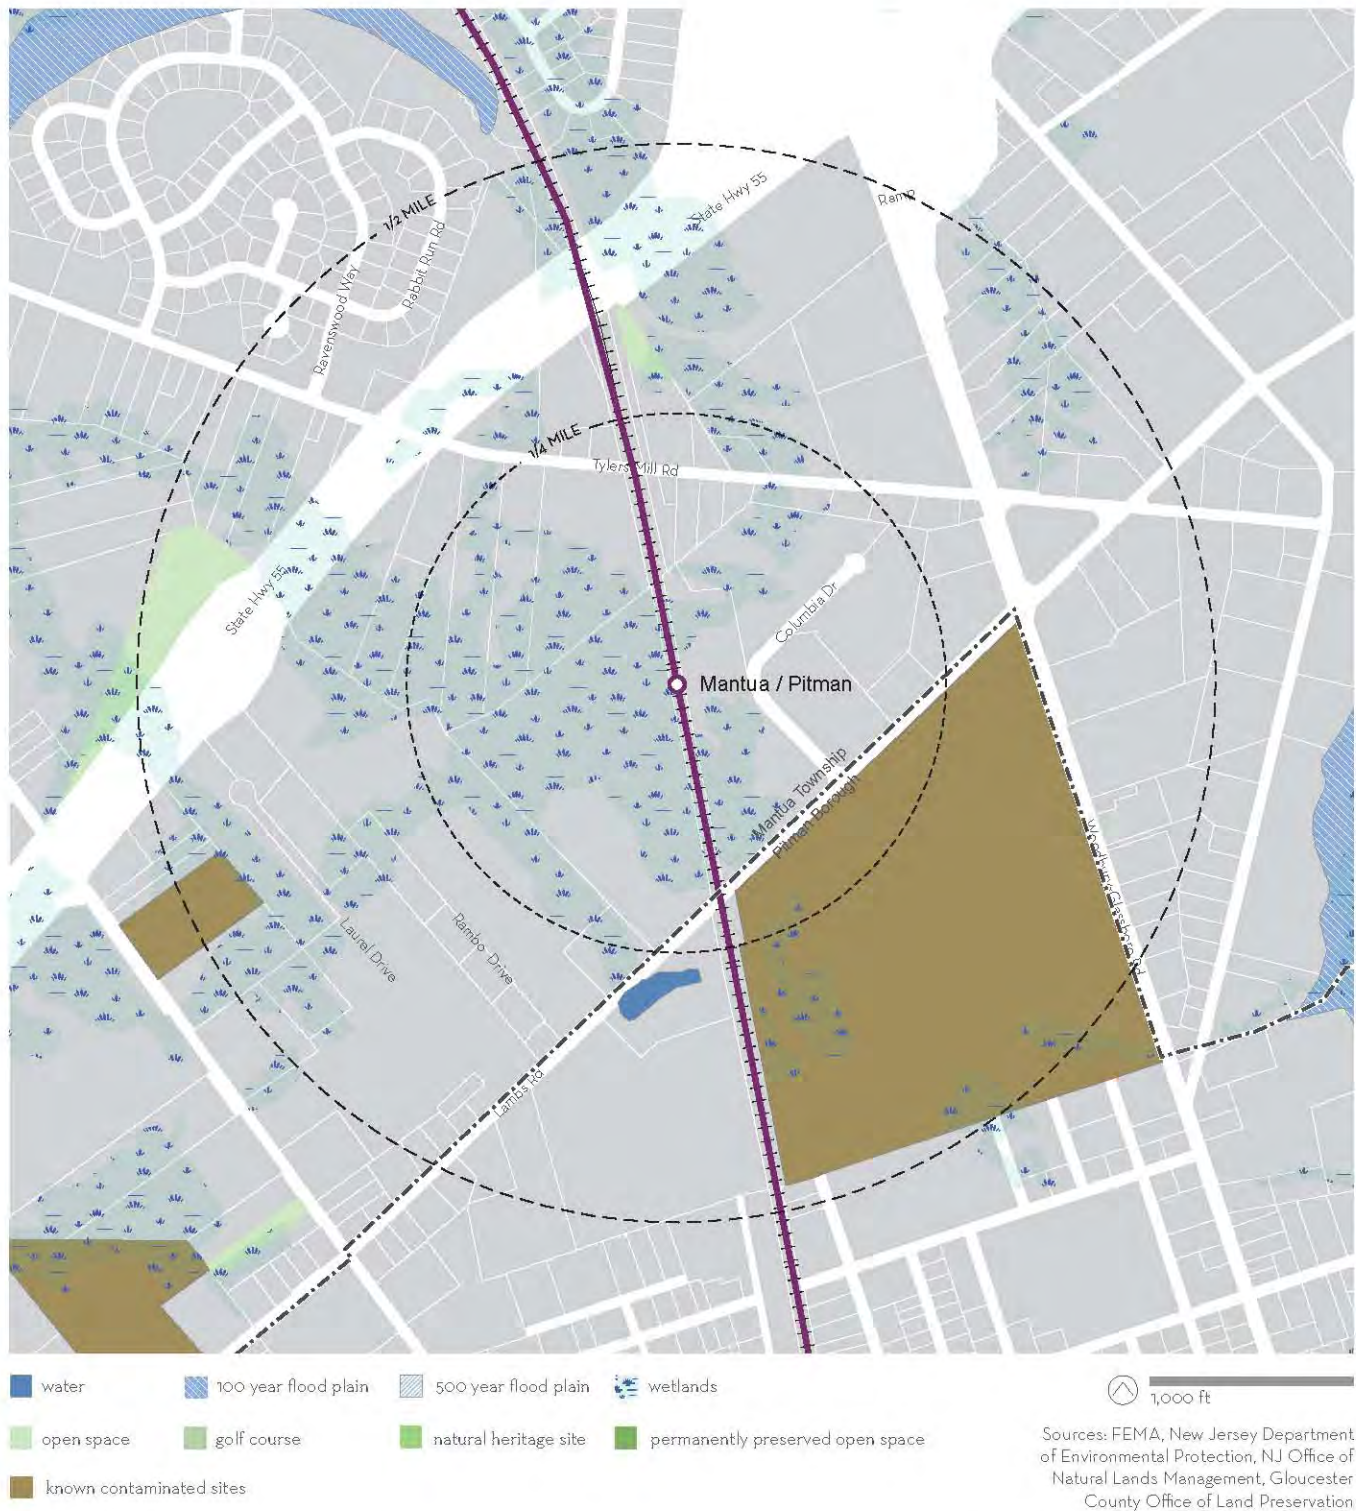 1/2 MILE
State Hwy 55
Ramp
Rabbit Run Rd
Ravenswood Way
1/4 MILE
Tylers Mill Rd
State Hwy 55
Columbia Dr
Mantua / Pitman
Mantua Township
Pitman Borough
Woodbury Glassboro Rd
Laurel Drive
Rambo Drive
Lambs Rd
water
100 year flood plain
500 year flood plain
wetlands
1,000 ft
open space
golf course
natural heritage site
permanently preserved open space
known contaminated sites
Sources: FEMA, New Jersey Department
of Environmental Protection, NJ Office of
Natural Lands Management, Gloucester
County Office of Land Preservation